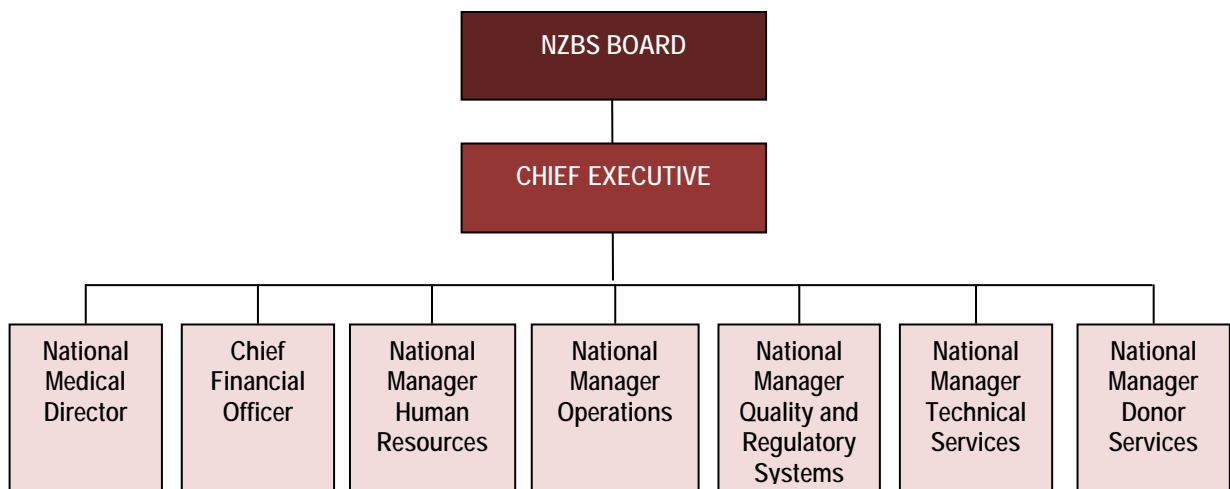 NZBS BOARD
CHIEF EXECUTIVE
National
Medical
Director
Chief
Financial
Officer
National
Manager
Human
Resources
National
Manager
Operations
National
Manager
Quality and
Regulatory
Systems
National
Manager
Technical
Services
National
Manager
Donor
Services